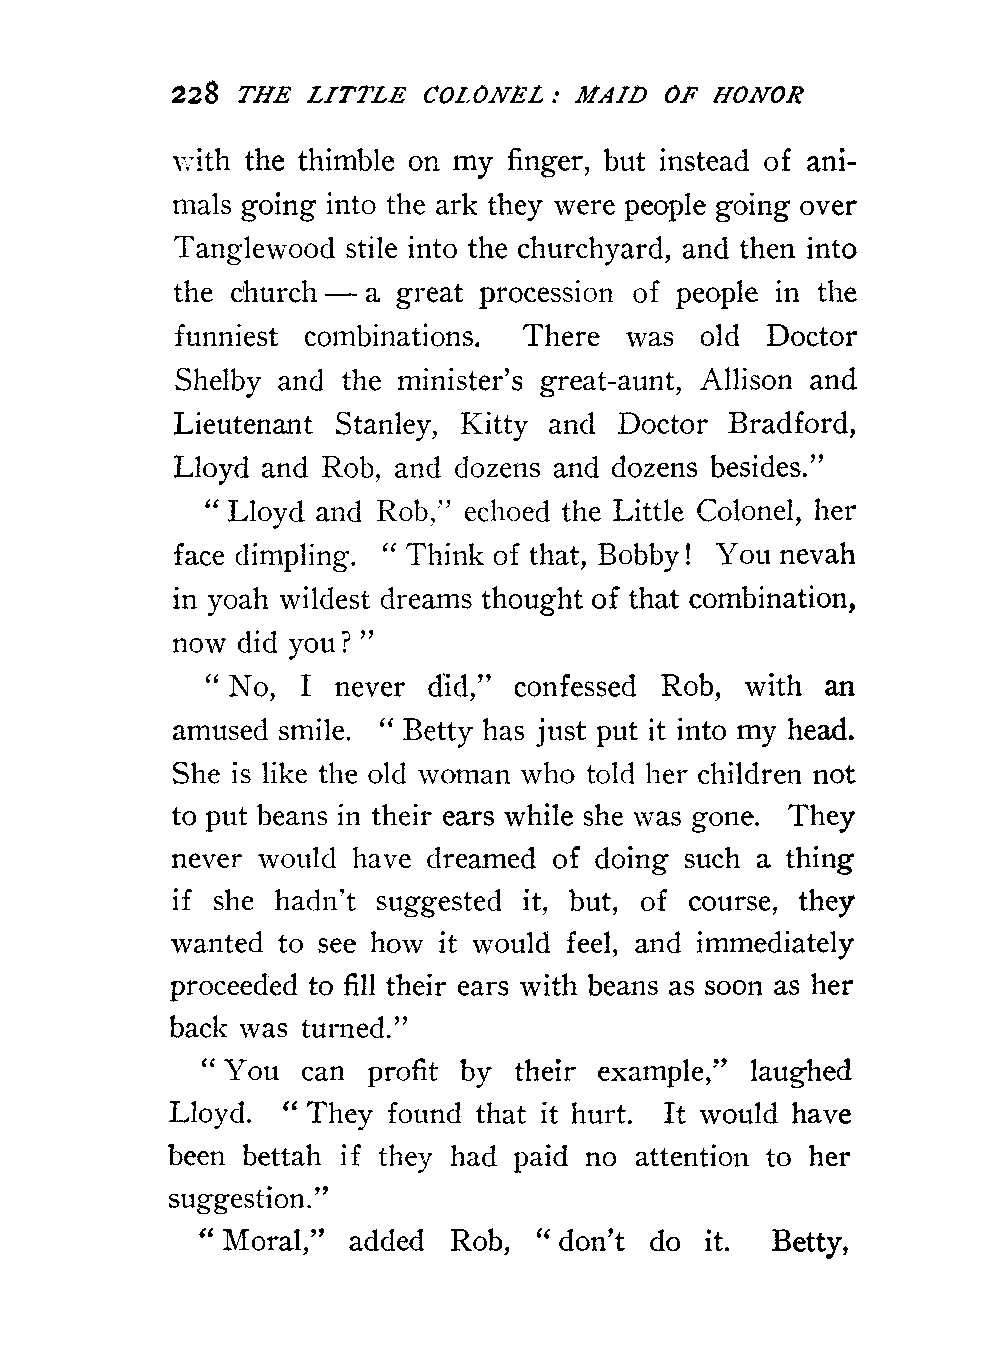 228 THE LITTLE COLONEL: MAID OF HONOR
with the thimble on my finger, but instead of ani-
mals going into the ark they were people going over
Tanglewood stile into the churchyard, and then into
the church — a great procession of people in the
funniest combinations. There was old Doctor
Shelby and the minister's great-aunt, Allison and
Lieutenant Stanley, Kitty and Doctor Bradford,
Lloyd and Rob, and dozens and dozens besides."
"Lloyd and Rob," echoed the Little Colonel, her
face dimpling. "Think of that, Bobby! You nevah
in yoah wildest dreams thought of that combination,
now did you?"
"No, I never did," confessed Rob, with an
amused smile. "Betty has just put it into my head.
She is like the old woman who told her children not
to put beans in their ears while she was gone. They
never would have dreamed of doing such a thing
if she hadn't suggested it, but, of course, they
wanted to see how it would feel, and immediately
proceeded to fill their ears with beans as soon as her
back was turned."
"You can profit by their example," laughed
Lloyd. "They found that it hurt. It would have
been bettah if they had paid no attention to her
suggestion."
"Moral," added Rob, "don't do it. Betty,